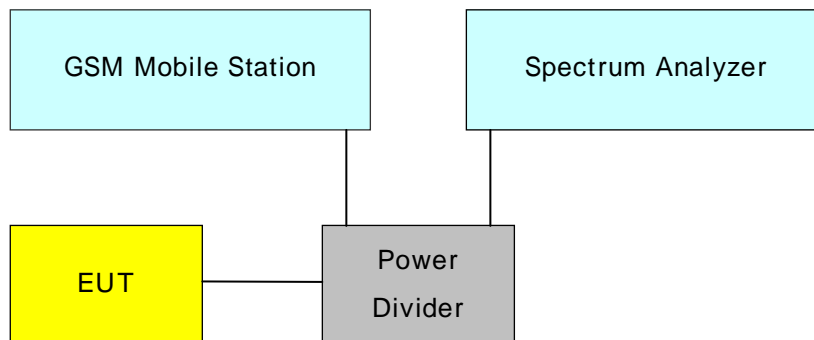 GSM Mobile Station
Spectrum Analyzer
EUT
Power
Divider